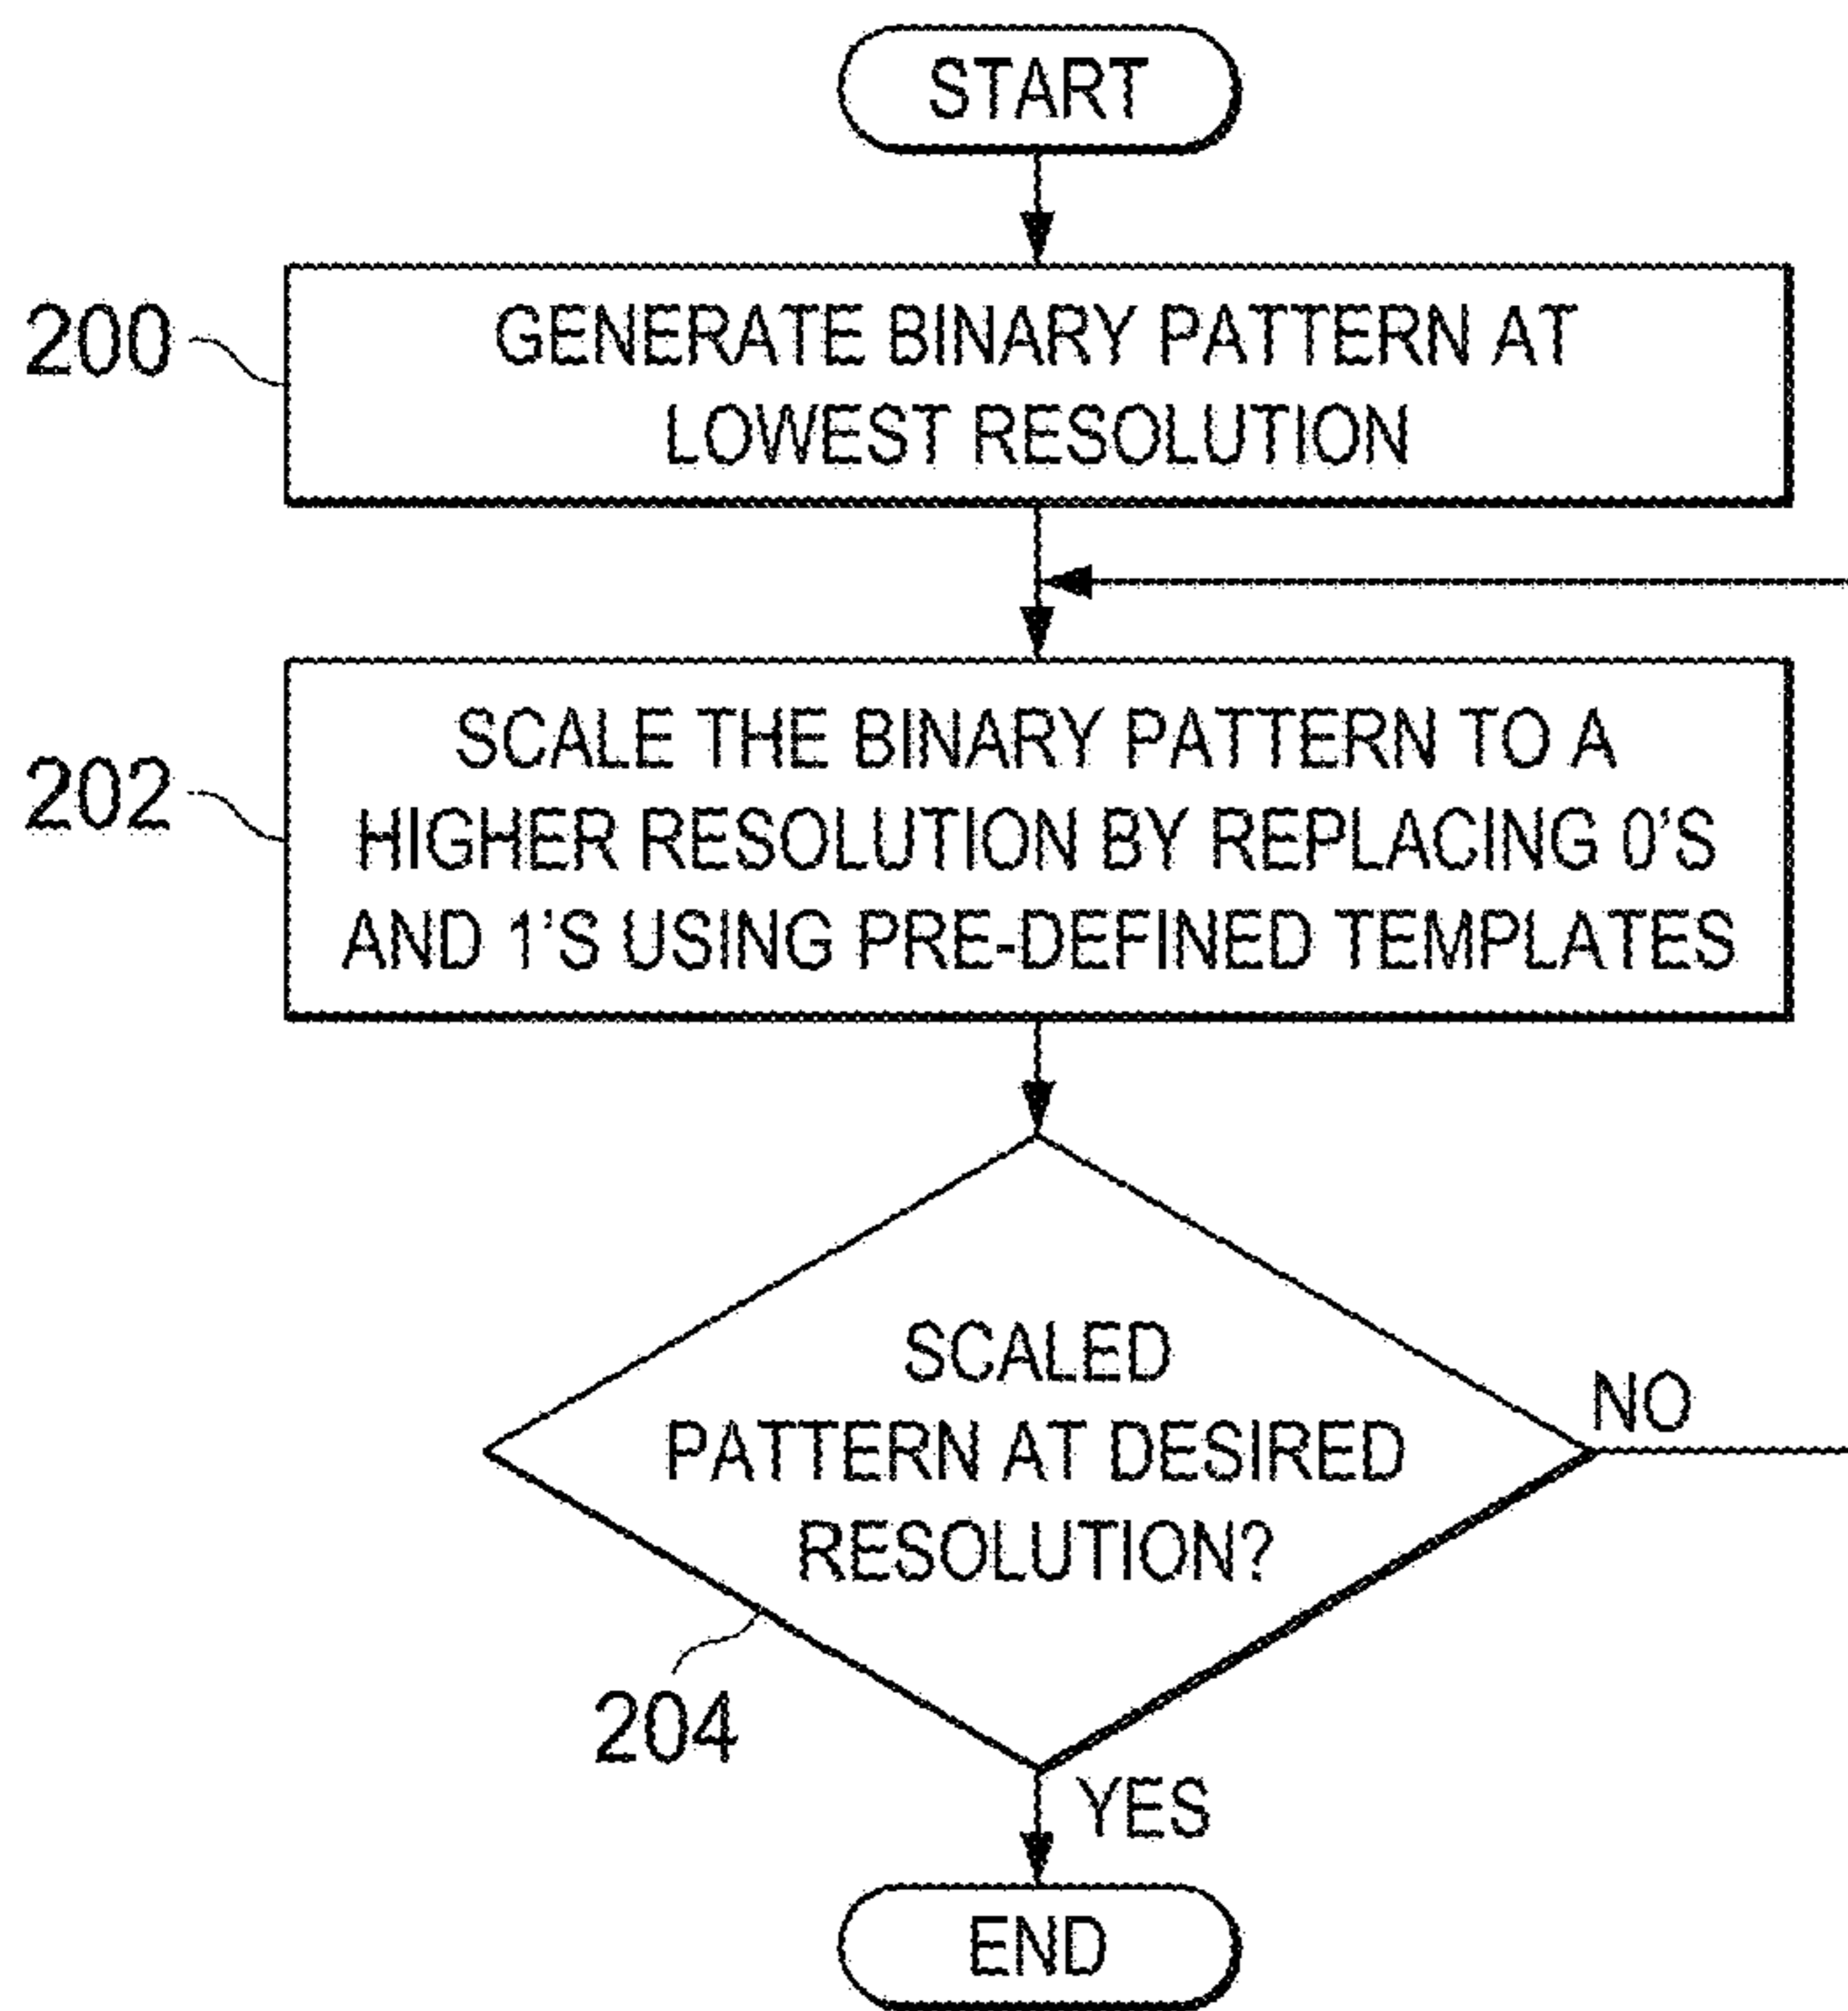 START
200
GENERATE BINARY PATTERN AT
LOWEST RESOLUTION
202
SCALE THE BINARY PATTERN TO A
HIGHER RESOLUTION BY REPLACING 0'S
AND 1'S USING PRE-DEFINED TEMPLATES
SCALED
PATTERN AT DESIRED
RESOLUTION?
NO
204
YES
END